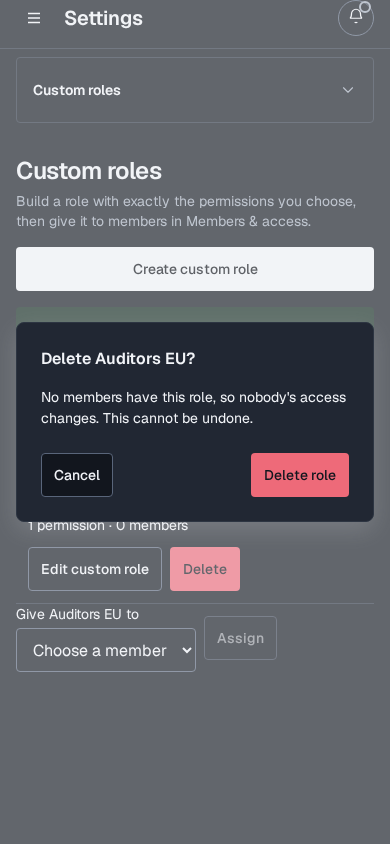 Settings
Custom roles
Custom roles
Build a role with exactly the permissions you choose,
then give it to members in Members & access.
Create custom role
Delete Auditors EU?
No members have this role, so nobody's access
changes. This cannot be undone.
Cancel
Delete role
1 permission · 0 members
Edit custom role
Delete
Give Auditors EU to
Choose a member
Assign